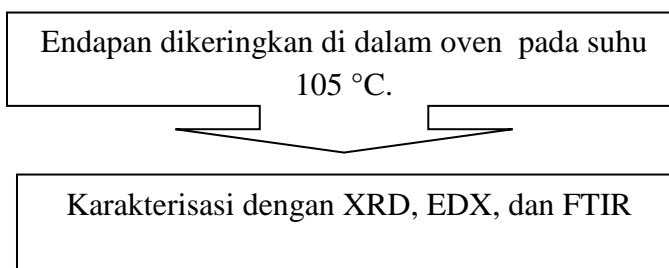 Endapan dikeringkan di dalam oven pada suhu
105 °C.
Karakterisasi dengan XRD, EDX, dan FTIR